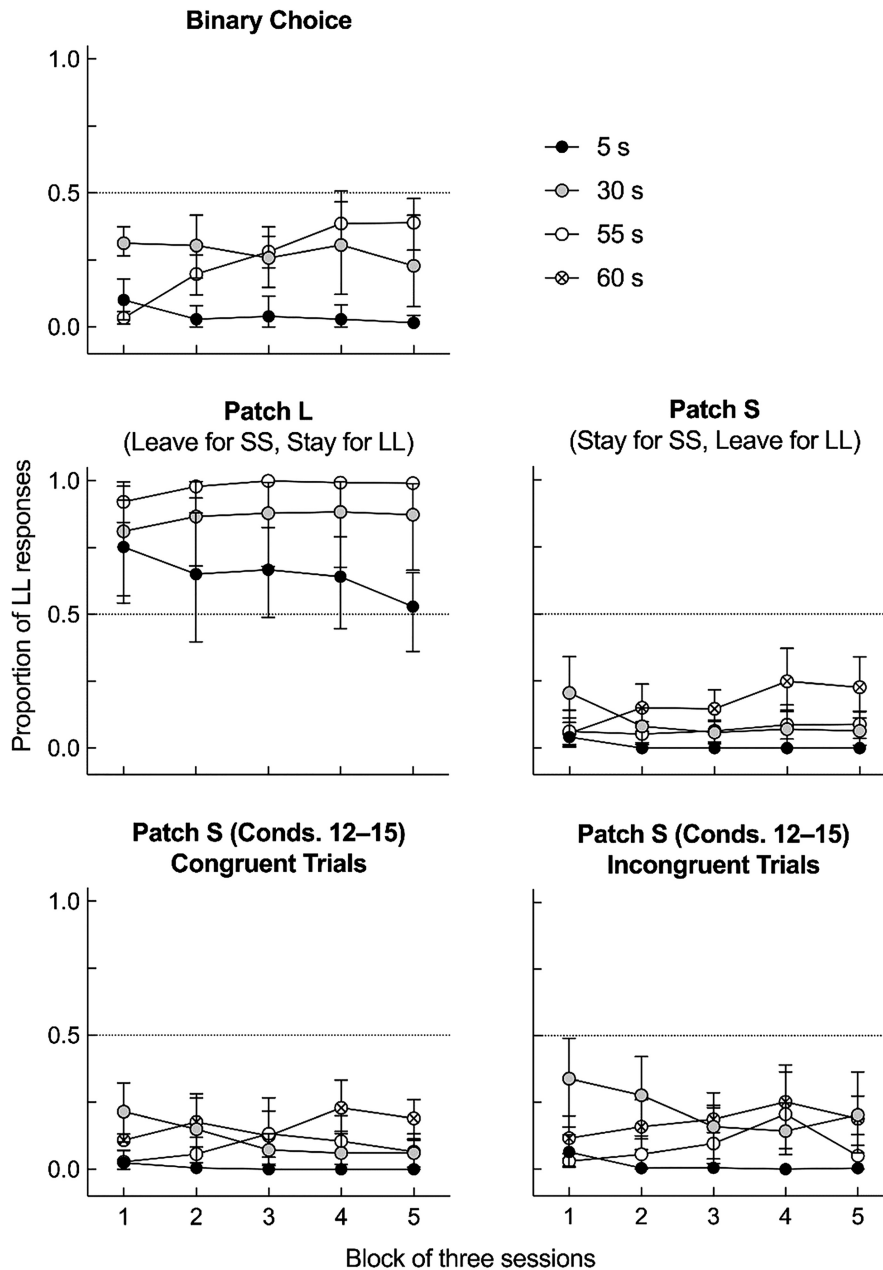 Binary Choice
1.0
0.5
0.0
5 s
30 s
55 s
60 s
Patch L
(Leave for SS, Stay for LL)
1.0
0.5
0.0
Patch S
(Stay for SS, Leave for LL)
Proportion of LL responses
Patch S (Conds. 12–15)
Congruent Trials
1.0
0.5
0.0
1 2 3 4 5
Patch S (Conds. 12–15)
Incongruent Trials
1 2 3 4 5
Block of three sessions